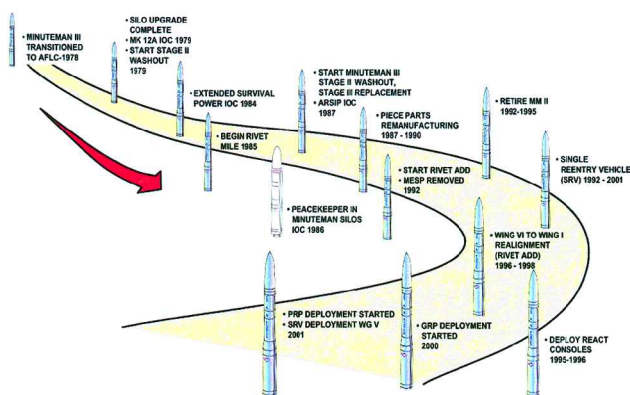 • MINUTEMAN III
TRANSITIONED
TO AFLC-1978
• SILO UPGRADE
COMPLETE
• MK 12A IOC 1979
• START STAGE II
WASHOUT
1979
• EXTENDED SURVIVAL
POWER IOC 1984
• BEGIN RIVET
MILE 1985
• PEACEKEEPER IN
MINUTEMAN SILOS
IOC 1986
• START MINUTEMAN III
STAGE II WASHOUT,
STAGE III REPLACEMENT
• ARSIP IOC
1987
• PIECE PARTS
REMANUFACTURING
1987 - 1990
• START RIVET ADD
• MESP REMOVED
1992
• RETIRE MM II
1992-1995
• SINGLE
REENTRY VEHICLE
(SRV) 1992 - 2001
• WING VI TO WING I
REALIGNMENT
(RIVET ADD)
1996 - 1998
• DEPLOY REACT
CONSOLES
1995-1996
• GRP DEPLOYMENT
STARTED
2000
• PRP DEPLOYMENT STARTED
• SRV DEPLOYMENT WG V
2001